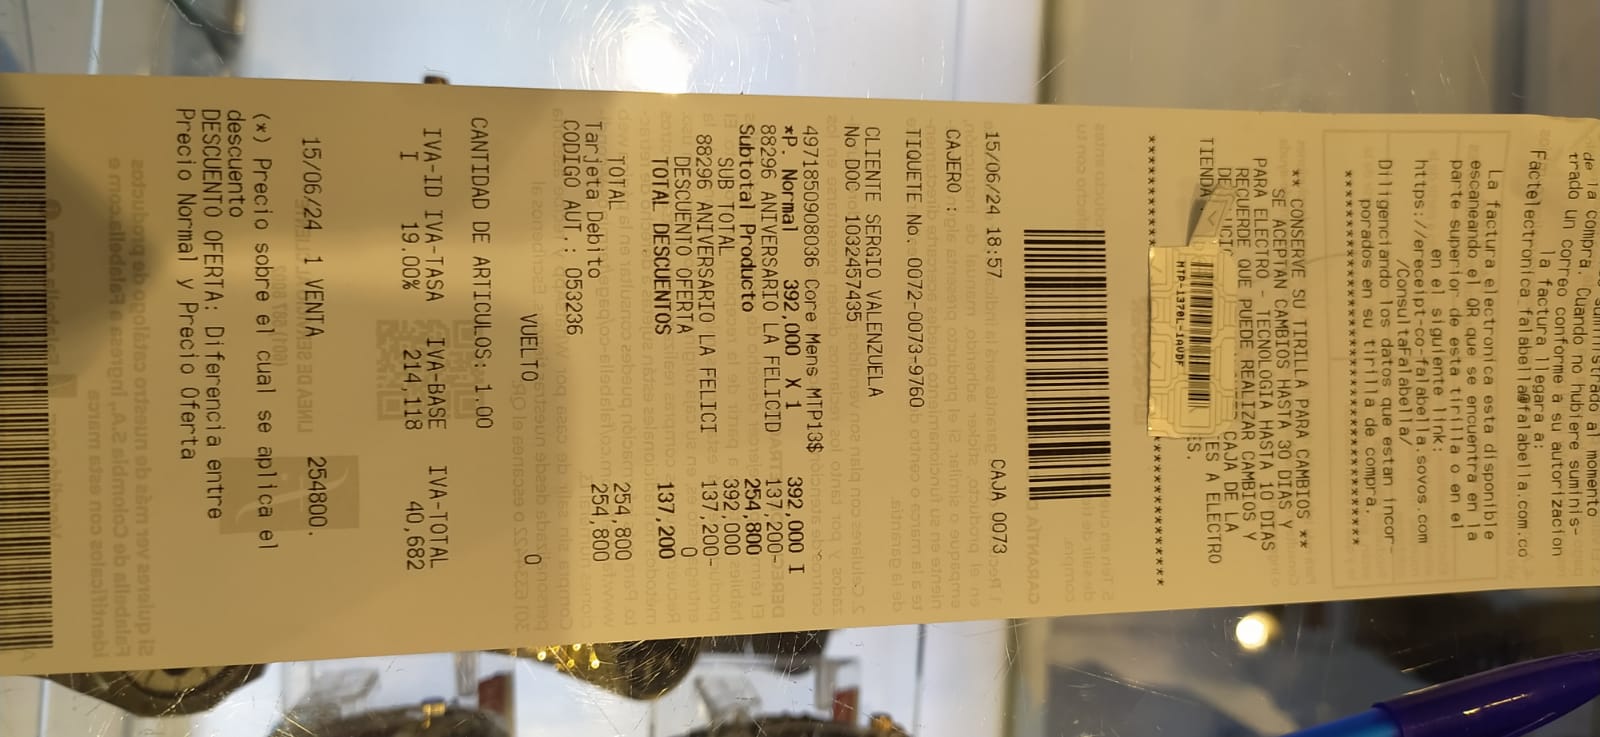 de la compra. Cuando no hubiere suminis-
trado un correo conforme a su autorizacion
la factura llegara a:
Factelectronica_falabella@falabella.com.co
La factura electronica esta disponible
escaneando el QR que se encuentra en la
parte superior de esta tirilla o en el
en el siguiente link:
https://ereceipt-co-falabella.sovos.com
/ConsultaFalabella/
Diligenciando los datos que estan incor-
porados en su tirilla de compra.
****************************************
** CONSERVE SU TIRILLA PARA CAMBIOS **
SE ACEPTAN CAMBIOS HASTA 30 DIAS Y
PARA ELECTRO - TECNOLOGIA HASTA 10 DIAS
RECUERDE QUE PUEDE REALIZAR CAMBIOS Y
CAJA DE LA
TIENDA ES A ELECTRO
MTP-1370L-1AVDF
****************************************
15/06/24 18:57 CAJA 0073
CAJERO :
TIQUETE No. 0072-0073-9760
CLIENTE SERGIO VALENZUELA
No DOC 1032457435
4971850908036 Core Mens MTP13$ 392,000 I
*P. Normal 392,000 X 1
88296 ANIVERSARIO LA FELICID 137,200-
Subtotal Producto 254,800
SUB TOTAL 392,000
88296 ANIVERSARIO LA FELICI 137,200-
DESCUENTO OFERTA 0
TOTAL DESCUENTOS 137,200
TOTAL 254,800
Tarjeta Debito 254,800
CODIGO AUT.: 053236
VUELTO 0
CANTIDAD DE ARTICULOS: 1.00
IVA-ID IVA-TASA IVA-BASE IVA-TOTAL
I 19.00% 214,118 40,682
15/06/24 1 VENTA 254800.
(*) Precio sobre el cual se aplica el
descuento
DESCUENTO OFERTA: Diferencia entre
Precio Normal y Precio Oferta